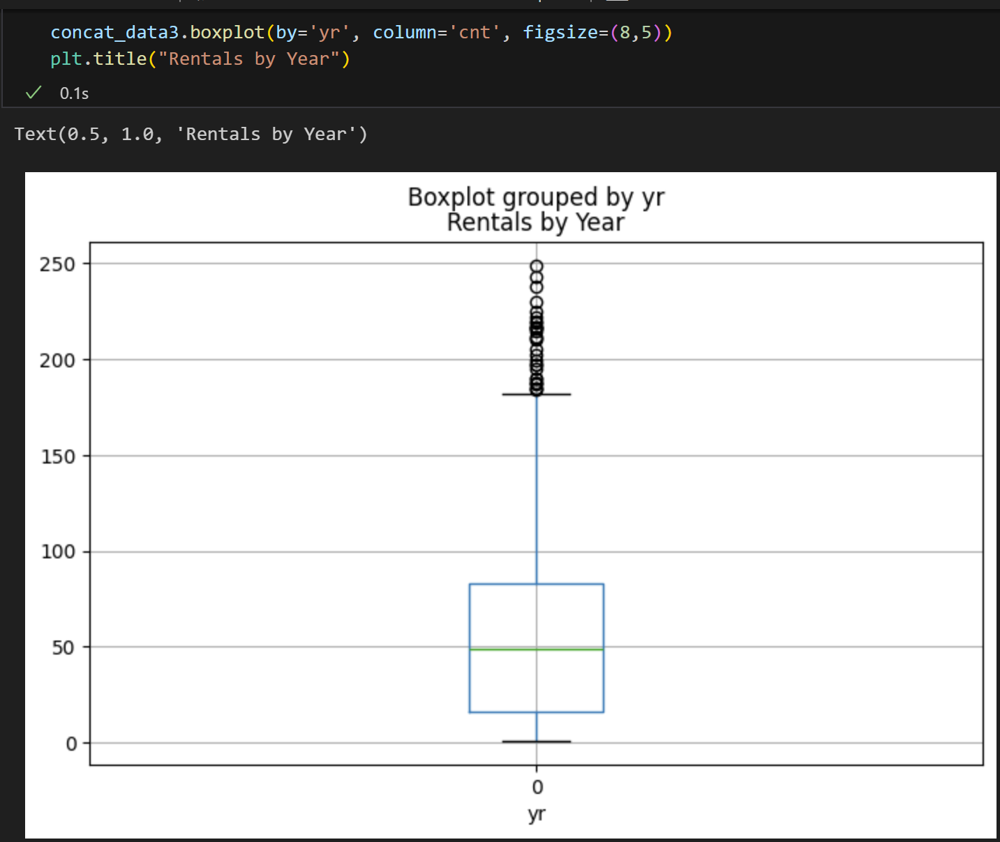 concat_data3.boxplot(by='yr', column='cnt', figsize=(8,5))
plt.title("Rentals by Year")
0.1s
Text(0.5, 1.0, 'Rentals by Year')
Boxplot grouped by yr
Rentals by Year
250
200
150
100
50
0
0
yr